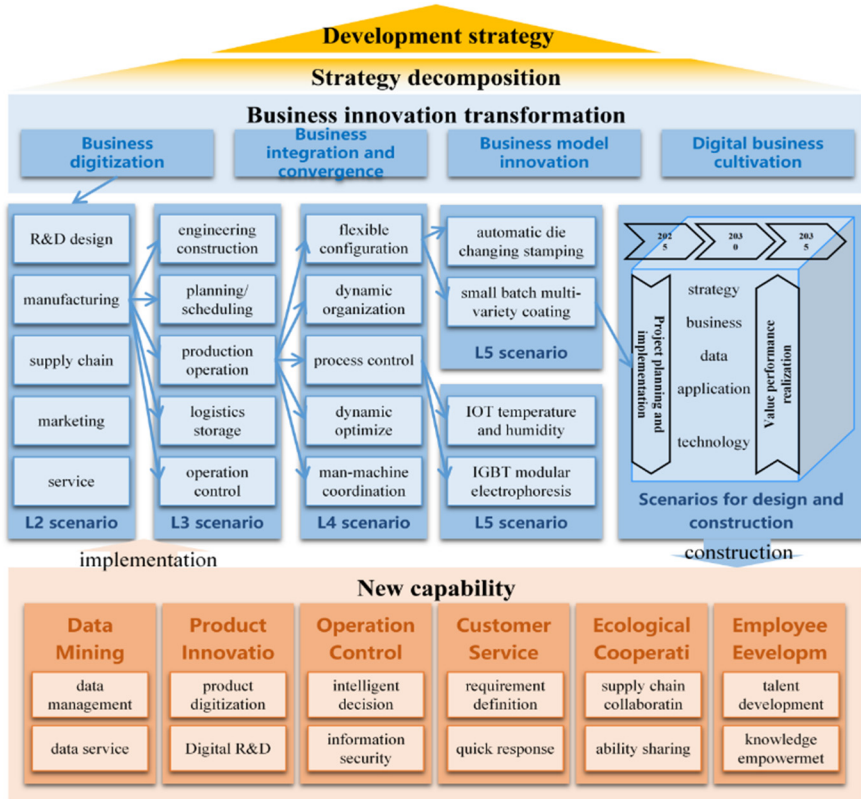 Development strategy
Strategy decomposition
Business innovation transformation
Business
digitization
Business
integration and
convergence
Business model
innovation
Digital business
cultivation
R&D design
manufacturing
supply chain
marketing
service
L2 scenario
engineering
construction
planning/
scheduling
production
operation
logistics
storage
operation
control
L3 scenario
flexible
configuration
dynamic
organization
process control
dynamic
optimize
man-machine
coordination
L4 scenario
automatic die
changing stamping
small batch multi-
variety coating
L5 scenario
IOT temperature
and humidity
IGBT modular
electrophoresis
L5 scenario
202
5
203
0
203
5
Project planning and
implementation
strategy
business
data
application
technology
Value performance
realization
Scenarios for design and
construction
implementation
construction
New capability
Data
Mining
data
management
data service
Product
Innovatio
product
digitization
Digital R&D
Operation
Control
intelligent
decision
information
security
Customer
Service
requirement
definition
quick response
Ecological
Cooperati
supply chain
collaboratin
ability sharing
Employee
Eevelopm
talent
development
knowledge
empowermet